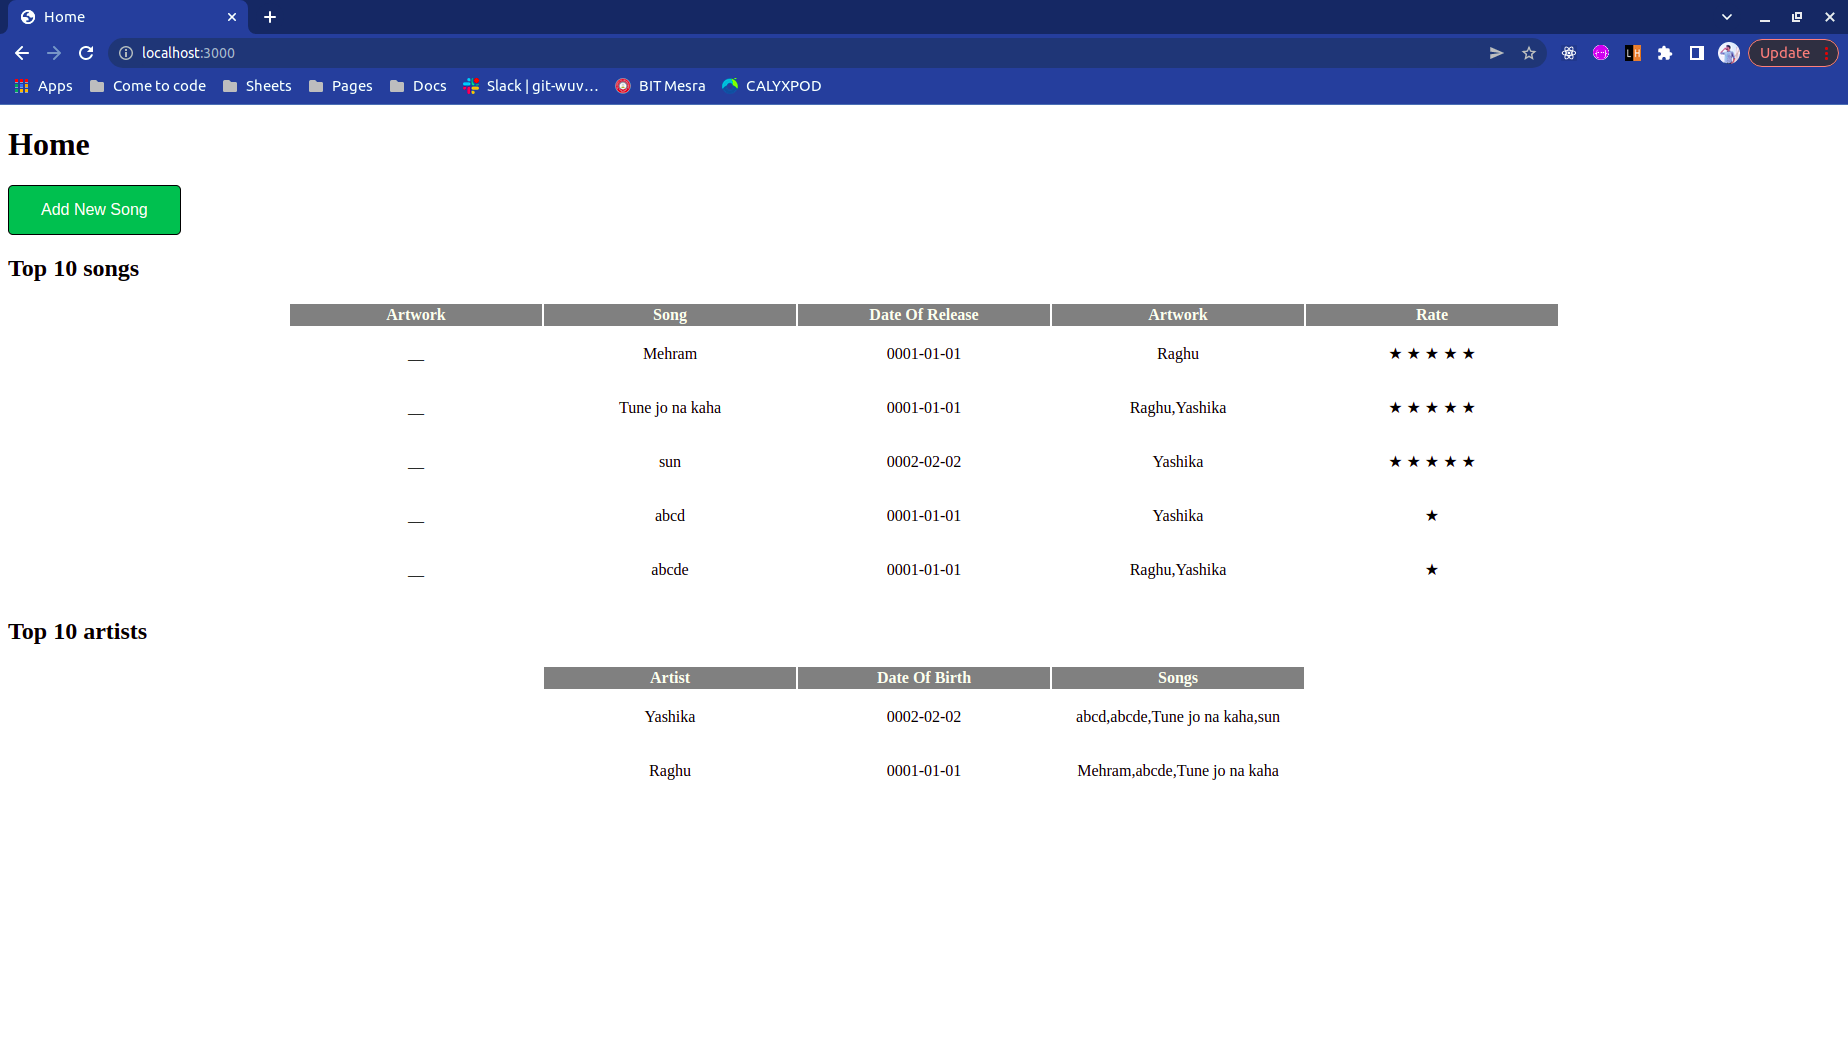 Home
localhost:3000
Update
Apps Come to code Sheets Pages Docs Slack | git-wuv… BIT Mesra CALYXPOD
Home
Add New Song
Top 10 songs
Artwork Song Date Of Release Artwork Rate
__ Mehram 0001-01-01 Raghu ★ ★ ★ ★ ★
__ Tune jo na kaha 0001-01-01 Raghu,Yashika ★ ★ ★ ★ ★
__ sun 0002-02-02 Yashika ★ ★ ★ ★ ★
__ abcd 0001-01-01 Yashika ★
__ abcde 0001-01-01 Raghu,Yashika ★
Top 10 artists
Artist Date Of Birth Songs
Yashika 0002-02-02 abcd,abcde,Tune jo na kaha,sun
Raghu 0001-01-01 Mehram,abcde,Tune jo na kaha